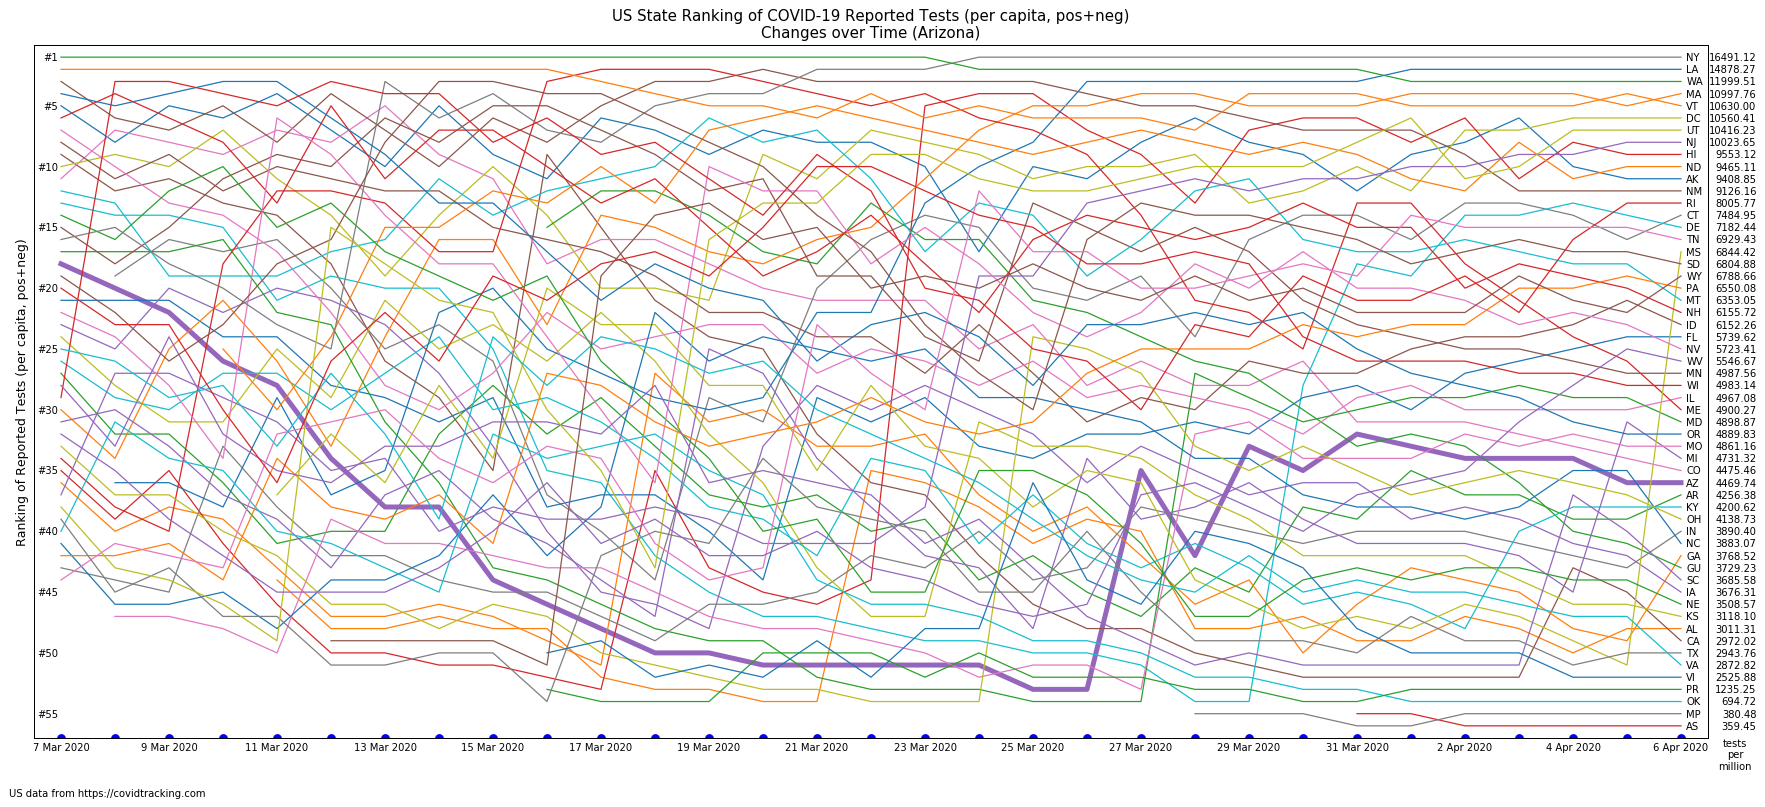 US State Ranking of COVID-19 Reported Tests (per capita, pos+neg)
Changes over Time (Arizona)
Ranking of Reported Tests (per capita, pos+neg)
#1
#5
#10
#15
#20
#25
#30
#35
#40
#45
#50
#55
NY 16491.12
LA 14878.27
WA 11999.51
MA 10997.76
VT 10630.00
DC 10560.41
UT 10416.23
NJ 10023.65
HI 9553.12
ND 9465.11
AK 9408.85
NM 9126.16
RI 8005.77
CT 7484.95
DE 7182.44
TN 6929.43
MS 6844.42
SD 6804.88
WY 6788.66
PA 6550.08
MT 6353.05
NH 6155.72
ID 6152.26
FL 5739.62
NV 5723.41
WV 5546.67
MN 4987.56
WI 4983.14
IL 4967.08
ME 4900.27
MD 4898.87
OR 4889.83
MO 4861.16
MI 4731.32
CO 4475.46
AZ 4469.74
AR 4256.38
KY 4200.62
OH 4138.73
IN 3890.40
NC 3883.07
GA 3768.52
GU 3729.23
SC 3685.58
IA 3676.31
NE 3508.57
KS 3118.10
AL 3011.31
CA 2972.02
TX 2943.76
VA 2872.82
VI 2525.88
PR 1235.25
OK 694.72
MP 380.48
AS 359.45
7 Mar 2020 9 Mar 2020 11 Mar 2020 13 Mar 2020 15 Mar 2020 17 Mar 2020 19 Mar 2020 21 Mar 2020 23 Mar 2020 25 Mar 2020 27 Mar 2020 29 Mar 2020 31 Mar 2020 2 Apr 2020 4 Apr 2020 6 Apr 2020
tests
per
million
US data from https://covidtracking.com